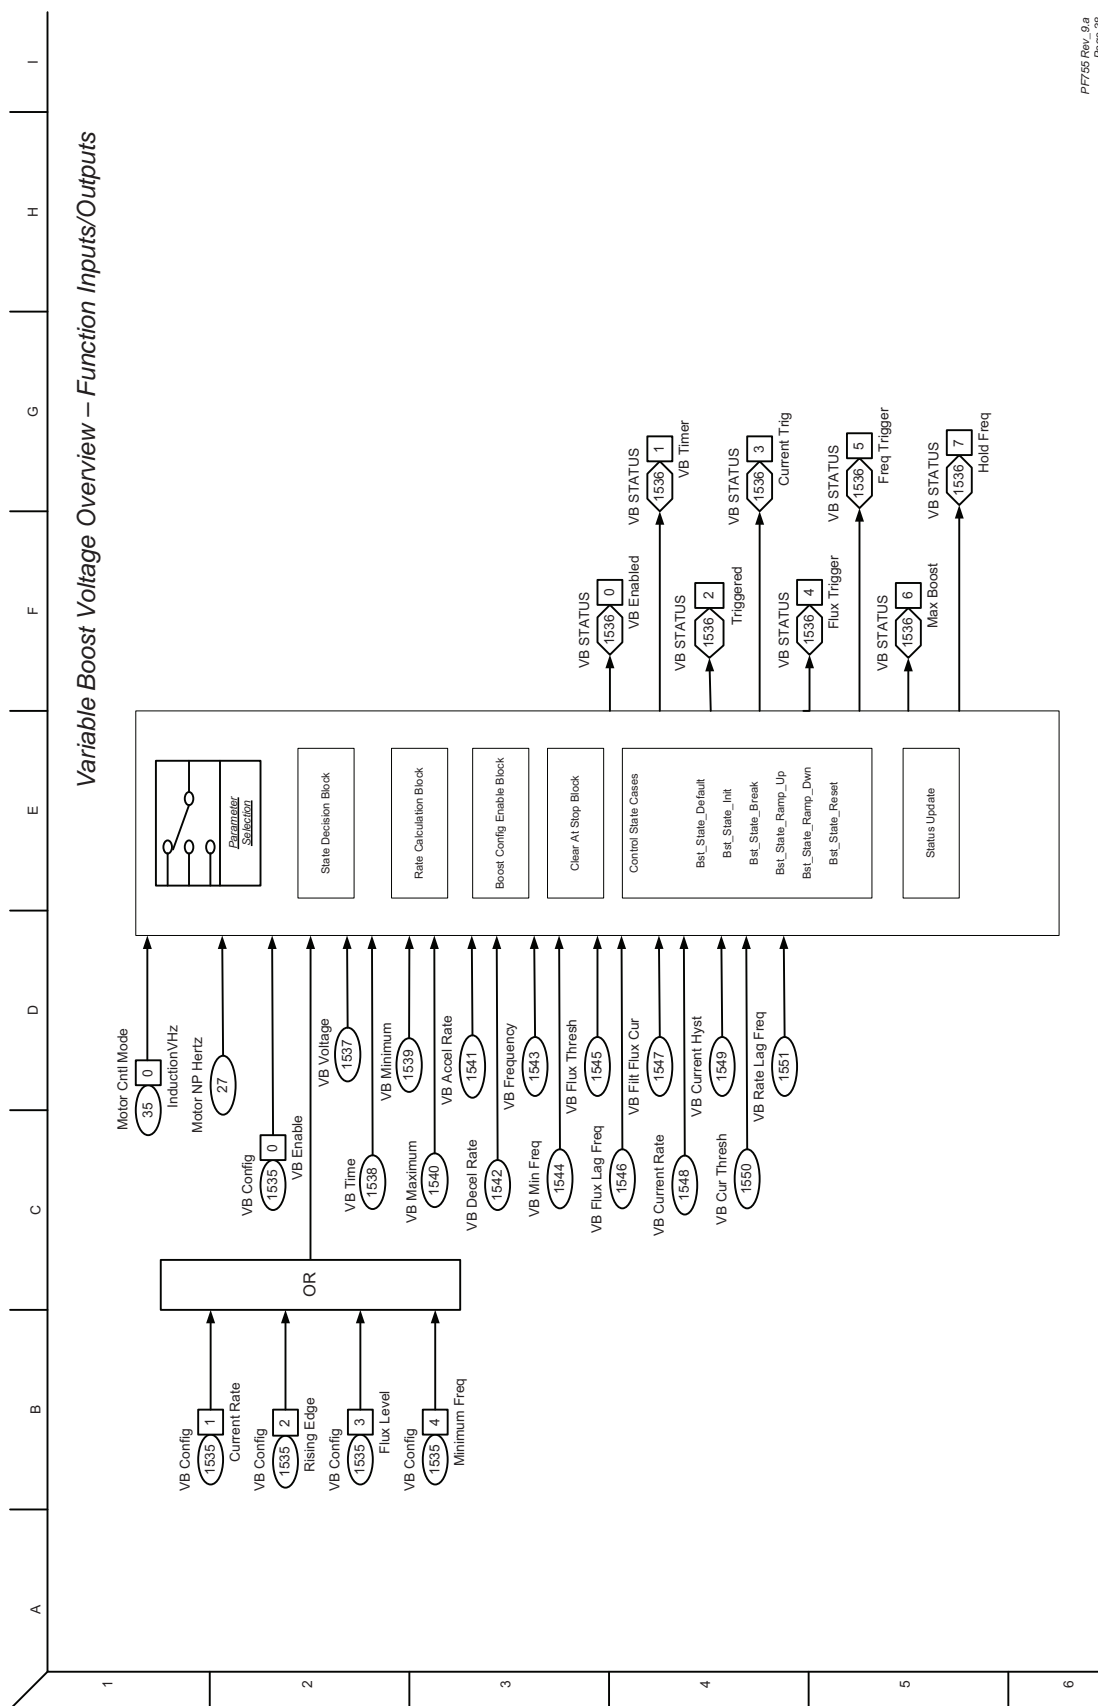 Variable Boost Voltage Overview – Function Inputs/Outputs
A
B
C
D
E
F
G
H
I
1
2
3
4
5
6
VB Config
1535 1
Current Rate
VB Config
1535 2
Rising Edge
VB Config
1535 3
Flux Level
VB Config
1535 4
Minimum Freq
OR
Motor Cntl Mode
35 0
InductionVHz
Motor NP Hertz
27
VB Config
1535 0
VB Enable
VB Voltage
1537
VB Time
1538
VB Minimum
1539
VB Maximum
1540
VB Accel Rate
1541
VB Decel Rate
1542
VB Frequency
1543
VB Min Freq
1544
VB Flux Thresh
1545
VB Flux Lag Freq
1546
VB Filt Flux Cur
1547
VB Current Rate
1548
VB Current Hyst
1549
VB Cur Thresh
1550
VB Rate Lag Freq
1551
Parameter
Selection
State Decision Block
Rate Calculation Block
Boost Config Enable Block
Clear At Stop Block
Control State Cases
Bst_State_Default
Bst_State_Init
Bst_State_Break
Bst_State_Ramp_Up
Bst_State_Ramp_Dwn
Bst_State_Reset
Status Update
VB STATUS
1536 0
VB Enabled
VB STATUS
1536 1
VB Timer
VB STATUS
1536 2
Triggered
VB STATUS
1536 3
Current Trig
VB STATUS
1536 4
Flux Trigger
VB STATUS
1536 5
Freq Trigger
VB STATUS
1536 6
Max Boost
VB STATUS
1536 7
Hold Freq
PF755 Rev_9.a